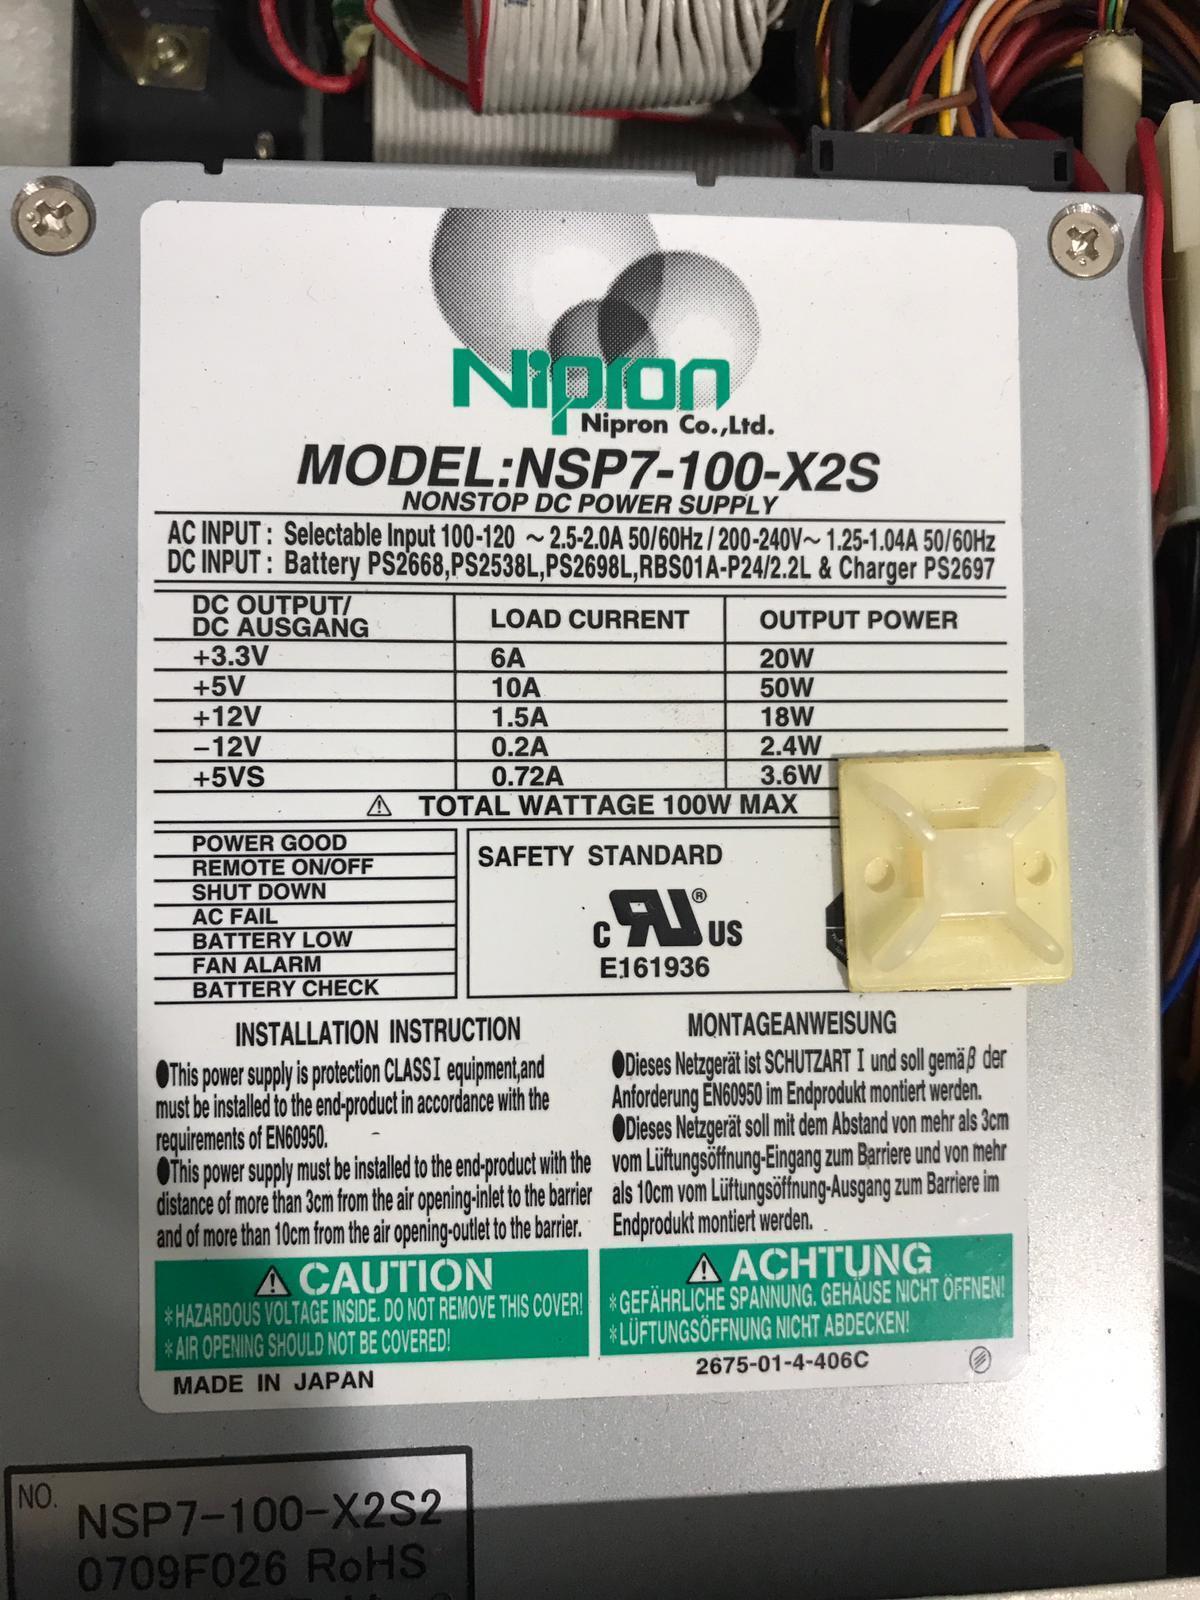 Nipron
Nipron Co.,Ltd.
MODEL:NSP7-100-X2S
NONSTOP DC POWER SUPPLY
AC INPUT : Selectable Input 100-120 ~ 2.5-2.0A 50/60Hz / 200-240V~ 1.25-1.04A 50/60Hz
DC INPUT : Battery PS2668,PS2538L,PS2698L,RBS01A-P24/2.2L & Charger PS2697
DC OUTPUT/
DC AUSGANG LOAD CURRENT OUTPUT POWER
+3.3V 6A 20W
+5V 10A 50W
+12V 1.5A 18W
−12V 0.2A 2.4W
+5VS 0.72A 3.6W
⚠ TOTAL WATTAGE 100W MAX
POWER GOOD
REMOTE ON/OFF
SHUT DOWN
AC FAIL
BATTERY LOW
FAN ALARM
BATTERY CHECK
SAFETY STANDARD
c RU ® US
E161936
INSTALLATION INSTRUCTION
●This power supply is protection CLASS I equipment,and
must be installed to the end-product in accordance with the
requirements of EN60950.
●This power supply must be installed to the end-product with the
distance of more than 3cm from the air opening-inlet to the barrier
and of more than 10cm from the air opening-outlet to the barrier.
MONTAGEANWEISUNG
●Dieses Netzgerät ist SCHUTZART I und soll gemäβ der
Anforderung EN60950 im Endprodukt montiert werden.
●Dieses Netzgerät soll mit dem Abstand von mehr als 3cm
vom Lüftungsöffnung-Eingang zum Barriere und von mehr
als 10cm vom Lüftungsöffnung-Ausgang zum Barriere im
Endprodukt montiert werden.
⚠ CAUTION
*HAZARDOUS VOLTAGE INSIDE. DO NOT REMOVE THIS COVER!
*AIR OPENING SHOULD NOT BE COVERED!
⚠ ACHTUNG
*GEFÄHRLICHE SPANNUNG. GEHÄUSE NICHT ÖFFNEN!
*LÜFTUNGSÖFFNUNG NICHT ABDECKEN!
MADE IN JAPAN
2675-01-4-406C
NO. NSP7-100-X2S2
0709F026 RoHS